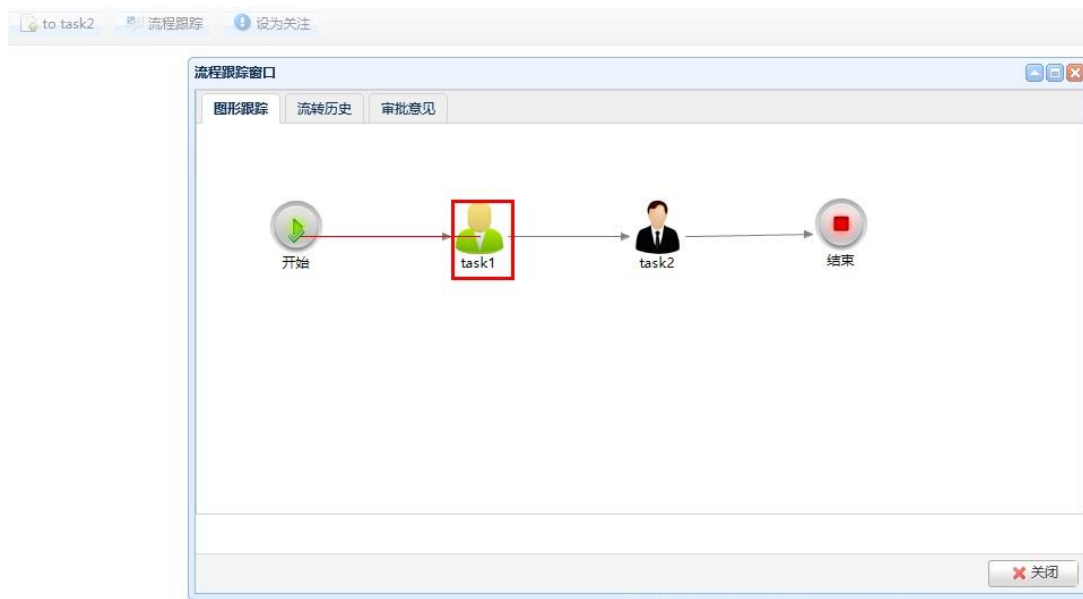 to task2 流程跟踪 设为关注
流程跟踪窗口
图形跟踪 流转历史 审批意见
开始 task1 task2 结束
关闭